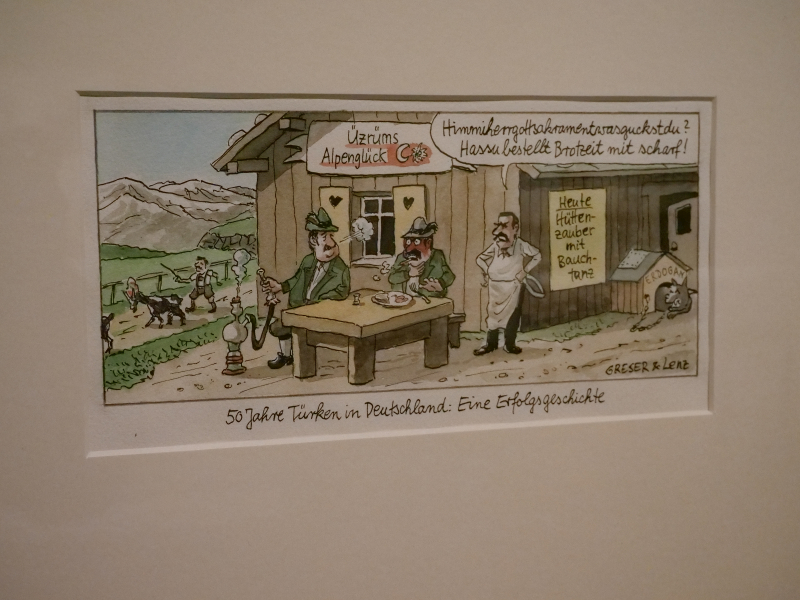 Üzrüms
Alpenglück
Himmiherrgottsakramentwasguckstdu?
Hassu bestellt Brotzeit mit scharf!
Heute
Hütten-
zauber
mit
Bauch-
tanz
ERDOGAN
GRESER & LENZ
50 Jahre Türken in Deutschland: Eine Erfolgsgeschichte